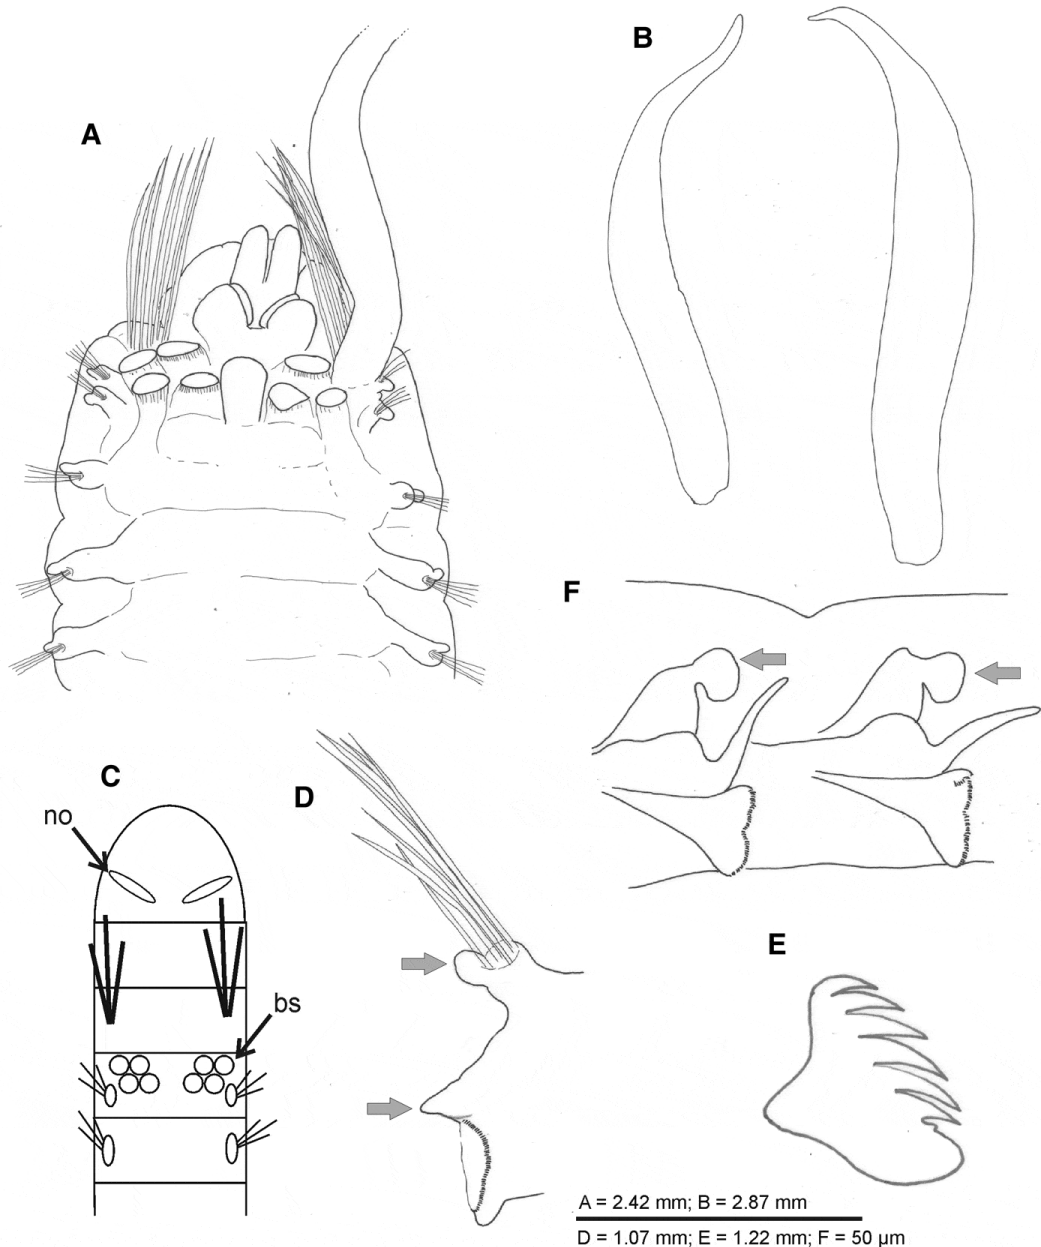 A
B
C
no
bs
D
F
E
A = 2.42 mm; B = 2.87 mm
D = 1.07 mm; E = 1.22 mm; F = 50 µm